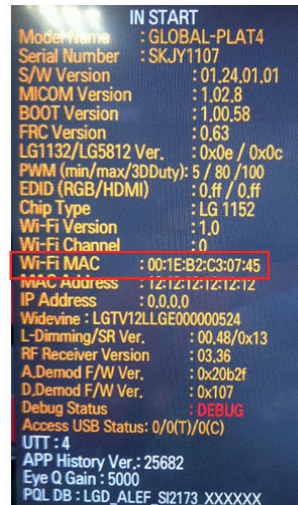 IN START
Model Name : GLOBAL-PLAT4
Serial Number : SKJY1107
S/W Version : 01.24.01.01
MICOM Version : 1.02.8
BOOT Version : 1.00.58
FRC Version : 0.63
LG1132/LG5812 Ver. : 0x0e / 0x0c
PWM (min/max/3DDuty): 5 / 80 /100
EDID (RGB/HDMI) : 0.ff / 0.ff
Chip Type : LG 1152
Wi-Fi Version : 1.0
Wi-Fi Channel : 0
Wi-Fi MAC : 00:1E:B2:C3:07:45
MAC Address : 12:12:12:12:12:12
IP Address : 0.0.0.0
Widevine : LGTV12LLGE000000524
L-Dimming/SR Ver. : 00.48/0x13
RF Receiver Version : 03.36
A.Demod F/W Ver. : 0x20b2f
D.Demod F/W Ver. : 0x107
Debug Status : DEBUG
Access USB Status: 0/0(T)/0(C)
UTT : 4
APP History Ver.: 25682
Eye Q Gain : 5000
PQL DB : LGD_ALEF_SI2173_XXXXXX